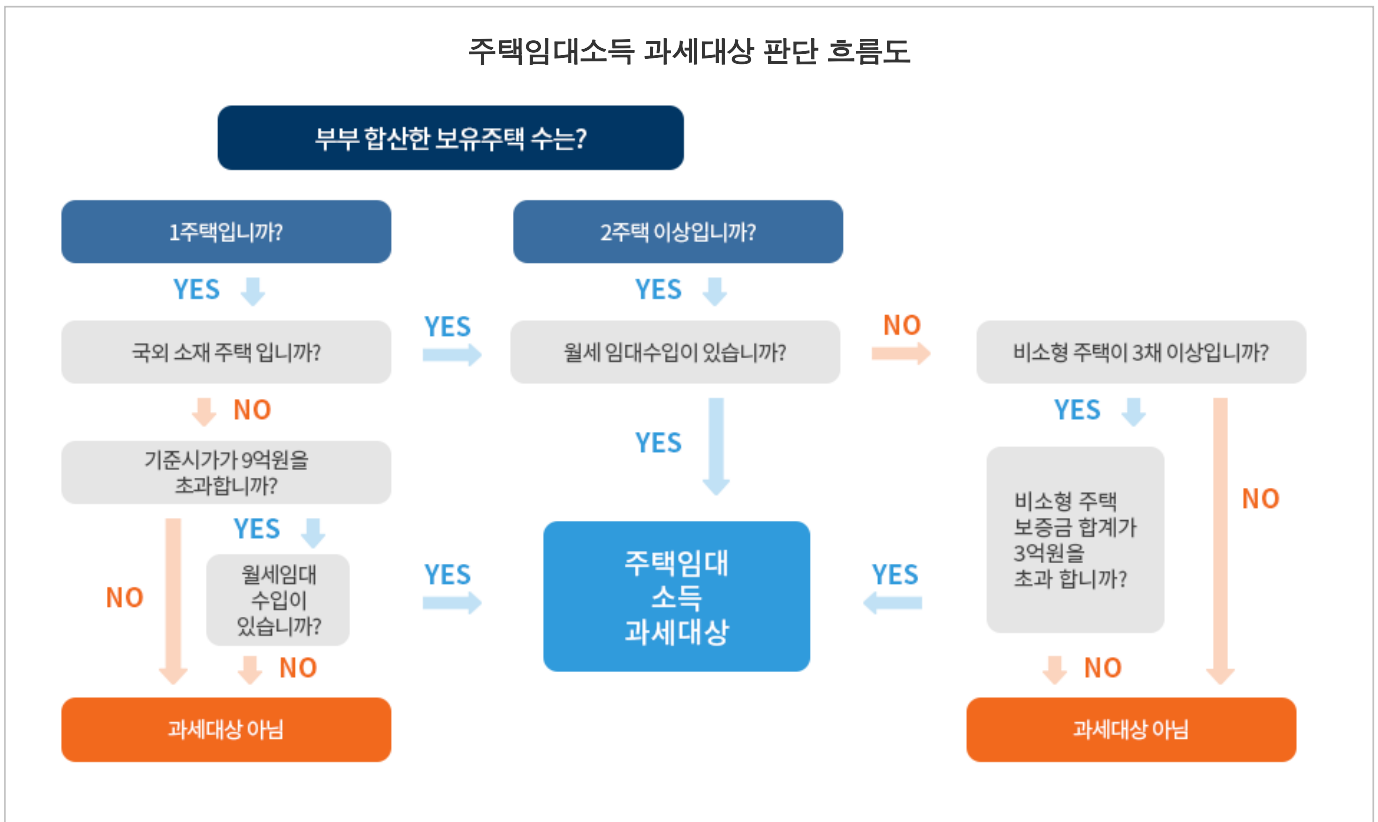 주택임대소득 과세대상 판단 흐름도
부부 합산한 보유주택 수는?
1주택입니까?
2주택 이상입니까?
YES
YES
국외 소재 주택 입니까?
YES
월세 임대수입이 있습니까?
NO
비소형 주택이 3채 이상입니까?
NO
YES
기준시가가 9억원을
초과합니까?
YES
NO
YES
월세임대
수입이
있습니까?
NO
YES
주택임대
소득
과세대상
YES
비소형 주택
보증금 합계가
3억원을
초과 합니까?
NO
NO
과세대상 아님
NO
과세대상 아님